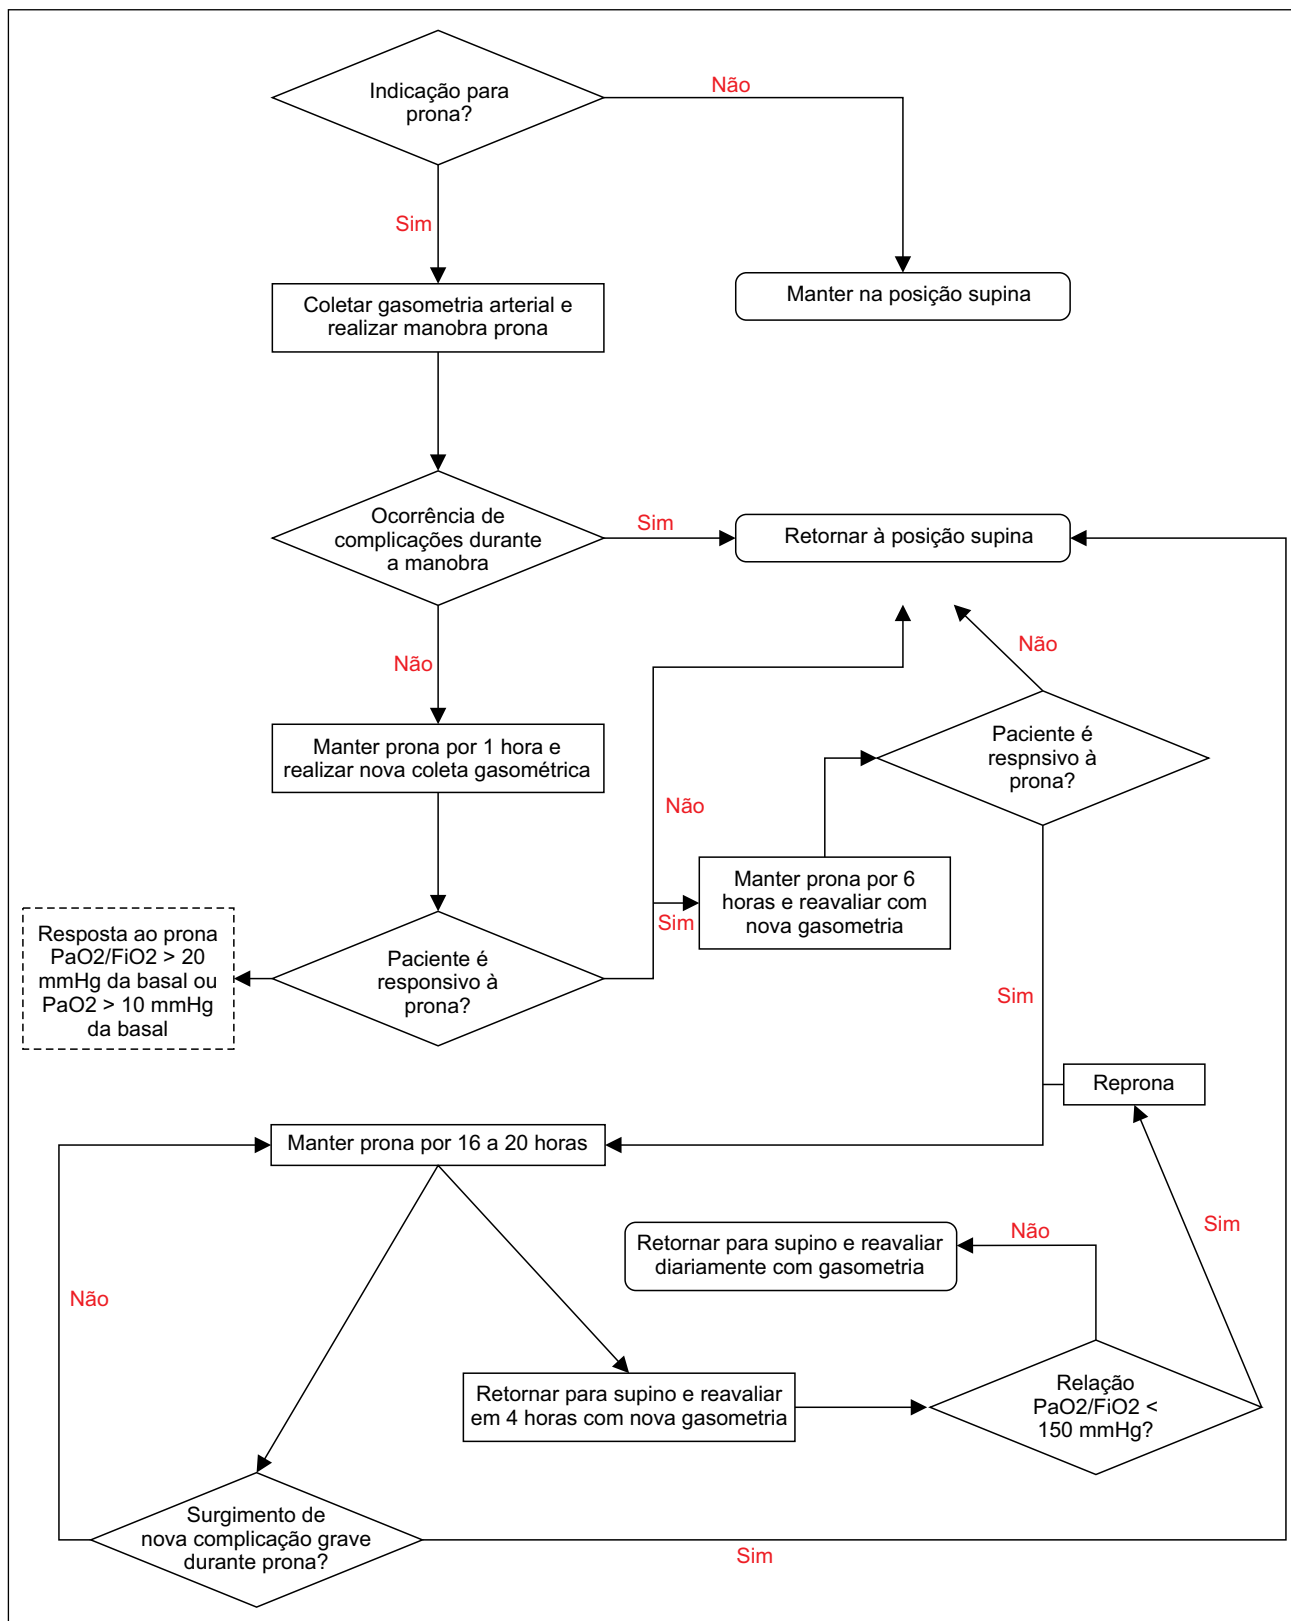 Indicação para
prona?
Não
Sim
Coletar gasometria arterial e
realizar manobra prona
Manter na posição supina
Ocorrência de
complicações durante
a manobra
Sim
Retornar à posição supina
Não
Não
Manter prona por 1 hora e
realizar nova coleta gasométrica
Paciente é
respnsivo à
prona?
Não
Manter prona por 6
horas e reavaliar com
nova gasometria
Sim
Resposta ao prona
PaO2/FiO2 > 20
mmHg da basal ou
PaO2 > 10 mmHg
da basal
Paciente é
responsivo à
prona?
Sim
Reprona
Manter prona por 16 a 20 horas
Sim
Retornar para supino e reavaliar
diariamente com gasometria
Não
Não
Retornar para supino e reavaliar
em 4 horas com nova gasometria
Relação
PaO2/FiO2 <
150 mmHg?
Surgimento de
nova complicação grave
durante prona?
Sim